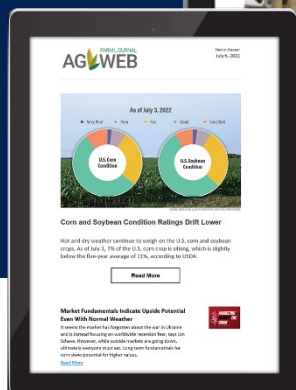 FARM JOURNAL
AGWEB
View in browser
July 6, 2022
As of July 3, 2022
Very Poor Poor Fair Good Excellent
U.S. Corn
Condition
U.S. Soybean
Condition
Corn and Soybean Condition Ratings Drift Lower
Hot and dry weather continue to weigh on the U.S. corn and soybean
crops. As of July 3, 7% of the U.S. corn crop is silking, which is slightly
below the five-year average of 11%, according to USDA.
Read More
Market Fundamentals Indicate Upside Potential
Even With Normal Weather
It seems the market has forgotten about the war in Ukraine
and is instead focusing on worldwide recession fear, says Jon
Scheve. However, while outside markets are going down,
ultimately everyone must eat. Long-term fundamentals for
corn show potential for higher values.
Read More
MARKETING
THE